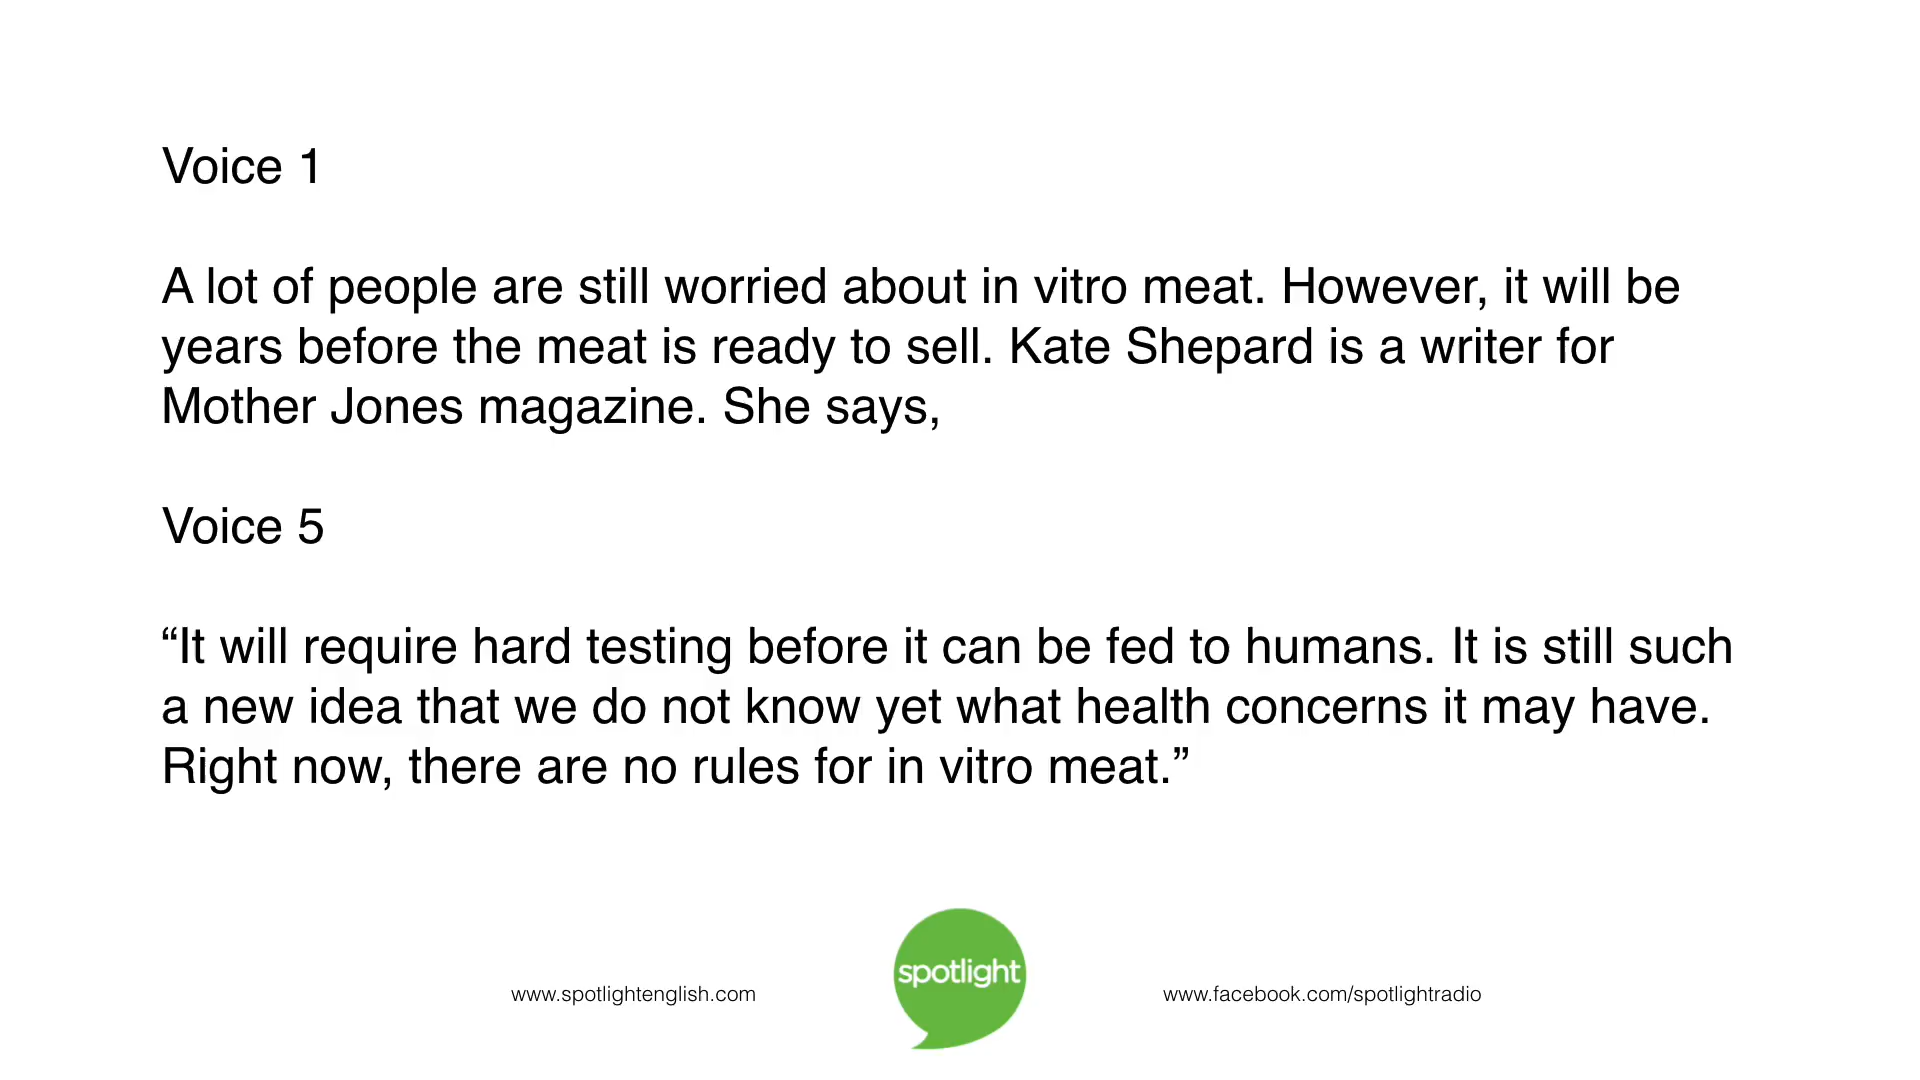 Voice 1
A lot of people are still worried about in vitro meat. However, it will be
years before the meat is ready to sell. Kate Shepard is a writer for
Mother Jones magazine. She says,
Voice 5
“It will require hard testing before it can be fed to humans. It is still such
a new idea that we do not know yet what health concerns it may have.
Right now, there are no rules for in vitro meat.”
spotlight
www.spotlightenglish.com
www.facebook.com/spotlightradio